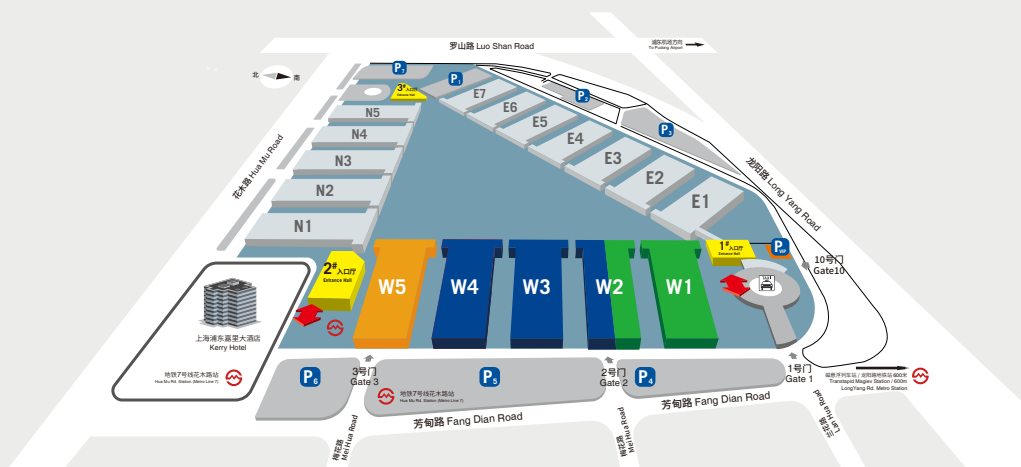 罗山路 Luo Shan Road
浦东机场方向
To Pudong Airport
北
南
P7
P1
P2
P3
3#入口厅
Entrance Hall
E7
E6
E5
E4
E3
E2
E1
N5
N4
N3
N2
N1
花木路 Hua Mu Road
龙阳路 Long Yang Road
1#入口厅
Entrance Hall
P VIP
10号门
Gate10
TAXI
2#入口厅
Entrance Hall
W5
W4
W3
W2
W1
上海浦东嘉里大酒店
Kerry Hotel
地铁7号线花木路站
Hua Mu Rd. Station (Metro Line 7)
3号门
Gate 3
2号门
Gate 2
1号门
Gate 1
P6
P5
P4
磁悬浮列车站 / 龙阳路地铁站 600米
Transtapid Maglev Station / 600m
LongYang Rd. Metro Station
地铁7号线花木路站
Hua Mu Rd. Station (Metro Line 7)
芳甸路 Fang Dian Road
芳甸路 Fang Dian Road
梅花路
Mei Hua Road
梅花路
Mei Hua Road
兰花路
Lan Hua Road